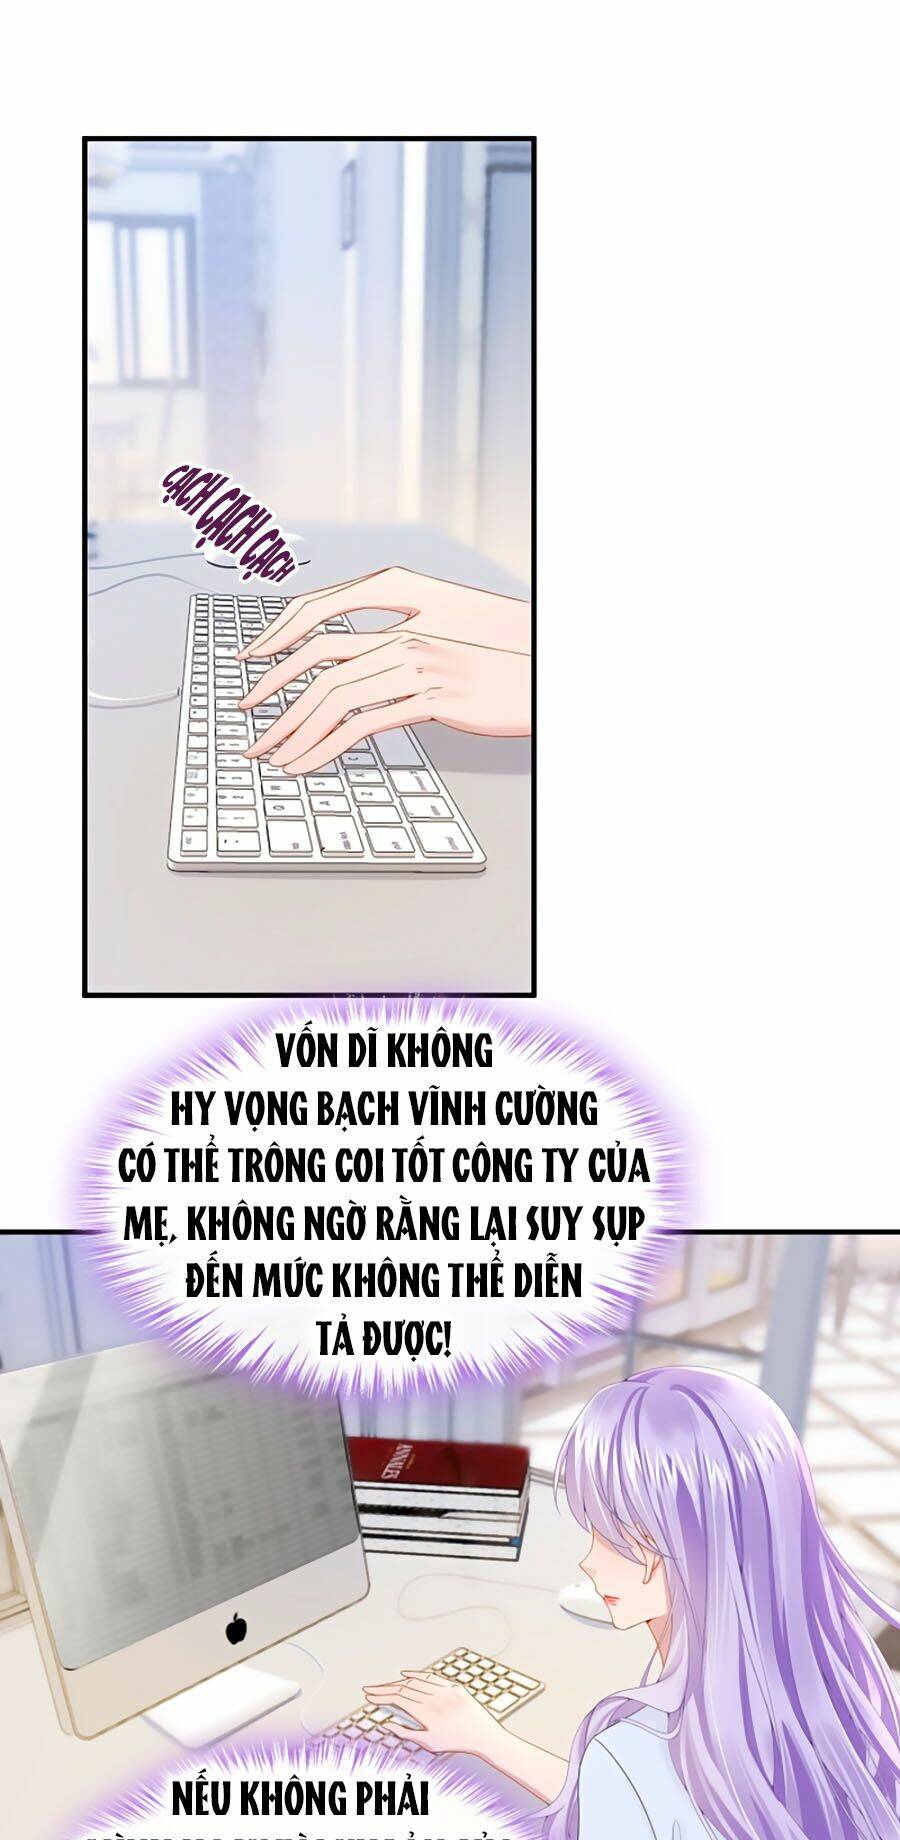 CẠCH CẠCH CẠCH
VỐN DĨ KHÔNG
HY VỌNG BẠCH VĨNH CƯỜNG
CÓ THỂ TRÔNG COI TỐT CÔNG TY CỦA
MẸ, KHÔNG NGỜ RẰNG LẠI SUY SỤP
ĐẾN MỨC KHÔNG THỂ DIỄN
TẢ ĐƯỢC!
ANNALES
NẾU KHÔNG PHẢI